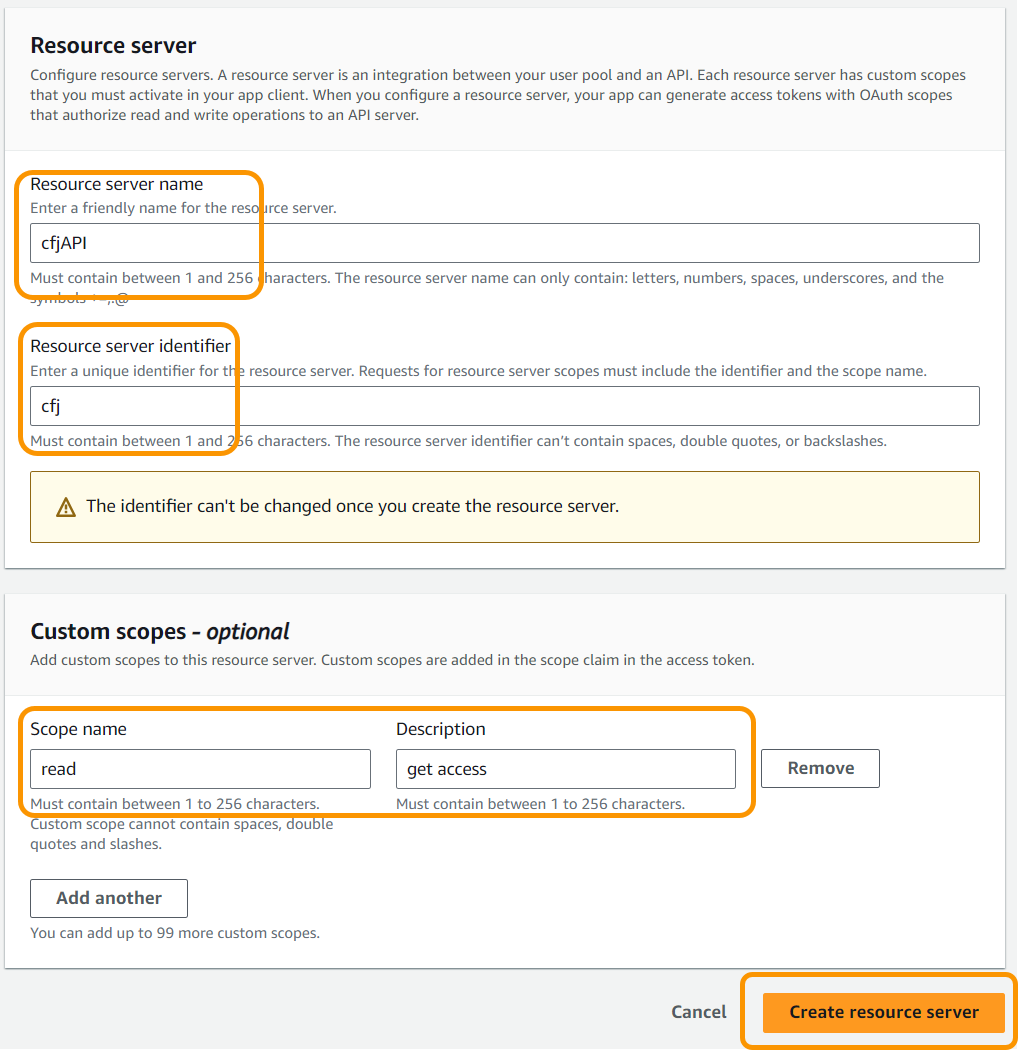 Resource server
Configure resource servers. A resource server is an integration between your user pool and an API. Each resource server has custom scopes
that you must activate in your app client. When you configure a resource server, your app can generate access tokens with OAuth scopes
that authorize read and write operations to an API server.
Resource server name
Enter a friendly name for the resource server.
cfjAPI
Must contain between 1 and 256 characters. The resource server name can only contain: letters, numbers, spaces, underscores, and the
symbols +=,.@
Resource server identifier
Enter a unique identifier for the resource server. Requests for resource server scopes must include the identifier and the scope name.
cfj
Must contain between 1 and 256 characters. The resource server identifier can't contain spaces, double quotes, or backslashes.
The identifier can't be changed once you create the resource server.
Custom scopes - optional
Add custom scopes to this resource server. Custom scopes are added in the scope claim in the access token.
Scope name
Description
read
get access
Remove
Must contain between 1 to 256 characters.
Must contain between 1 to 256 characters.
Custom scope cannot contain spaces, double
quotes and slashes.
Add another
You can add up to 99 more custom scopes.
Cancel
Create resource server